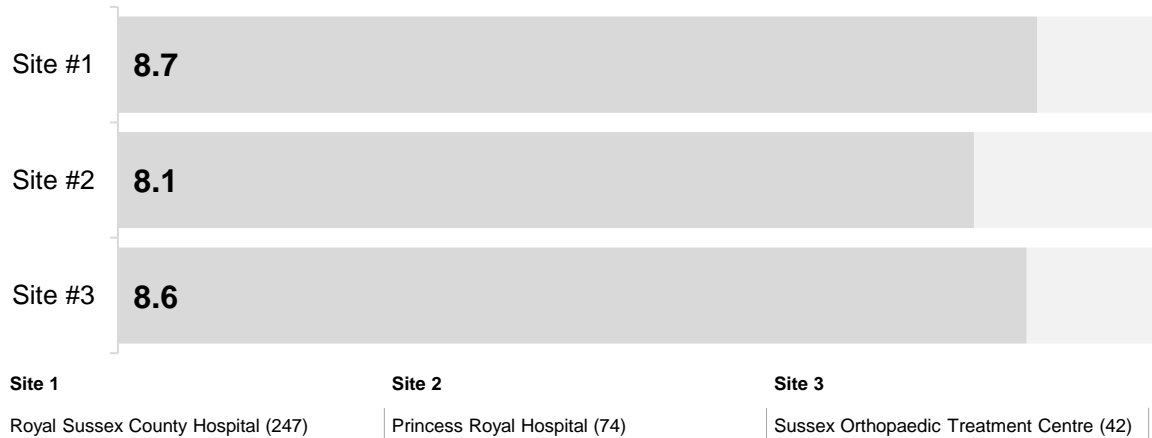 Site #1 8.7
Site #2 8.1
Site #3 8.6
Site 1 Site 2 Site 3
Royal Sussex County Hospital (247) Princess Royal Hospital (74) Sussex Orthopaedic Treatment Centre (42)